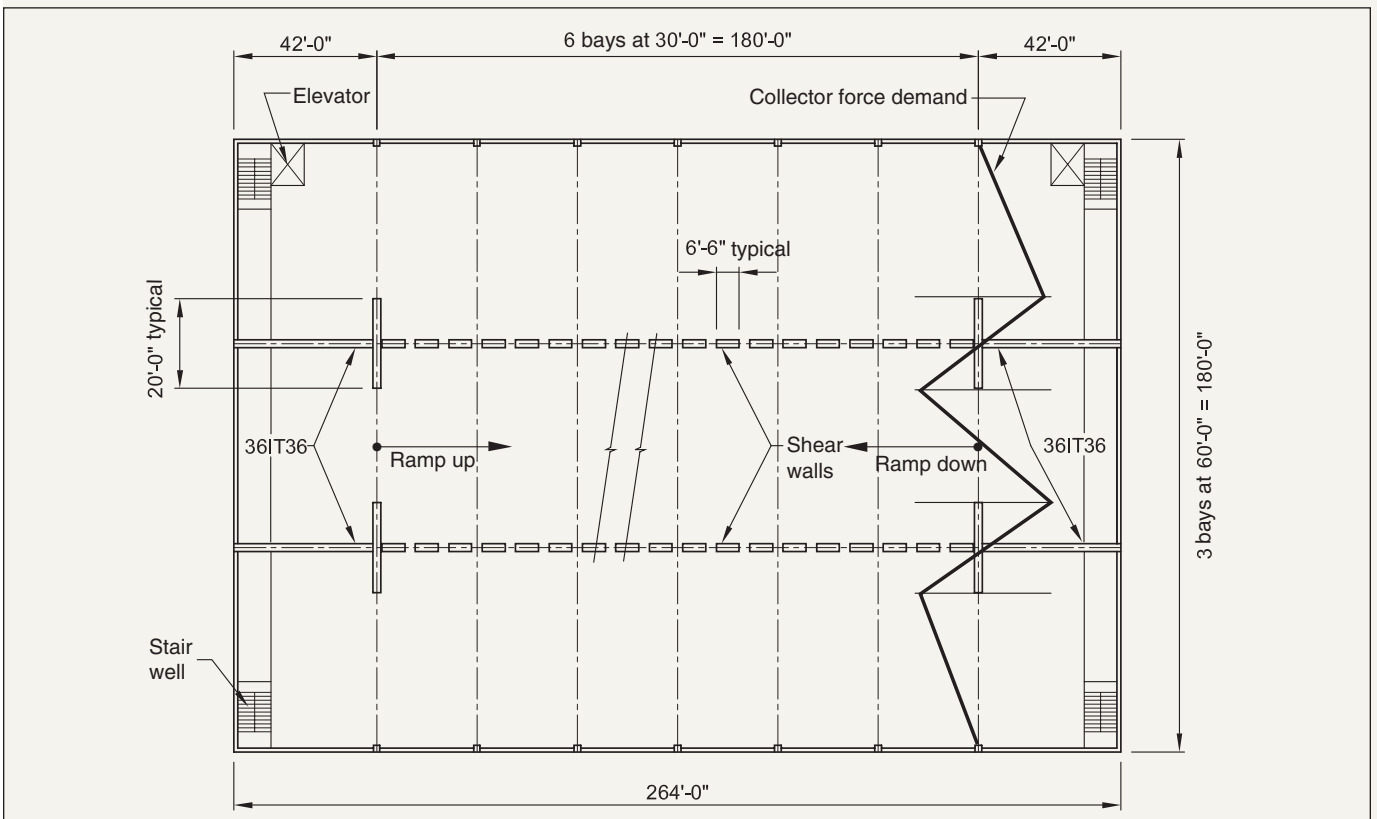 42'-0"
6 bays at 30'-0" = 180'-0"
42'-0"
Elevator
Collector force demand
6'-6" typical
20'-0" typical
3 bays at 60'-0" = 180'-0"
36IT36
Ramp up
Shear
walls
Ramp down
36IT36
Stair
well
264'-0"